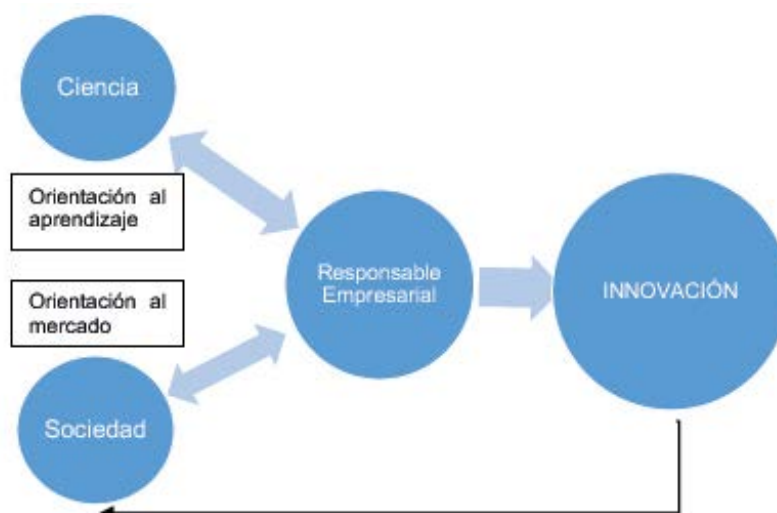 Ciencia
Orientación al
aprendizaje
Responsable
Empresarial
INNOVACIÓN
Orientación al
mercado
Sociedad